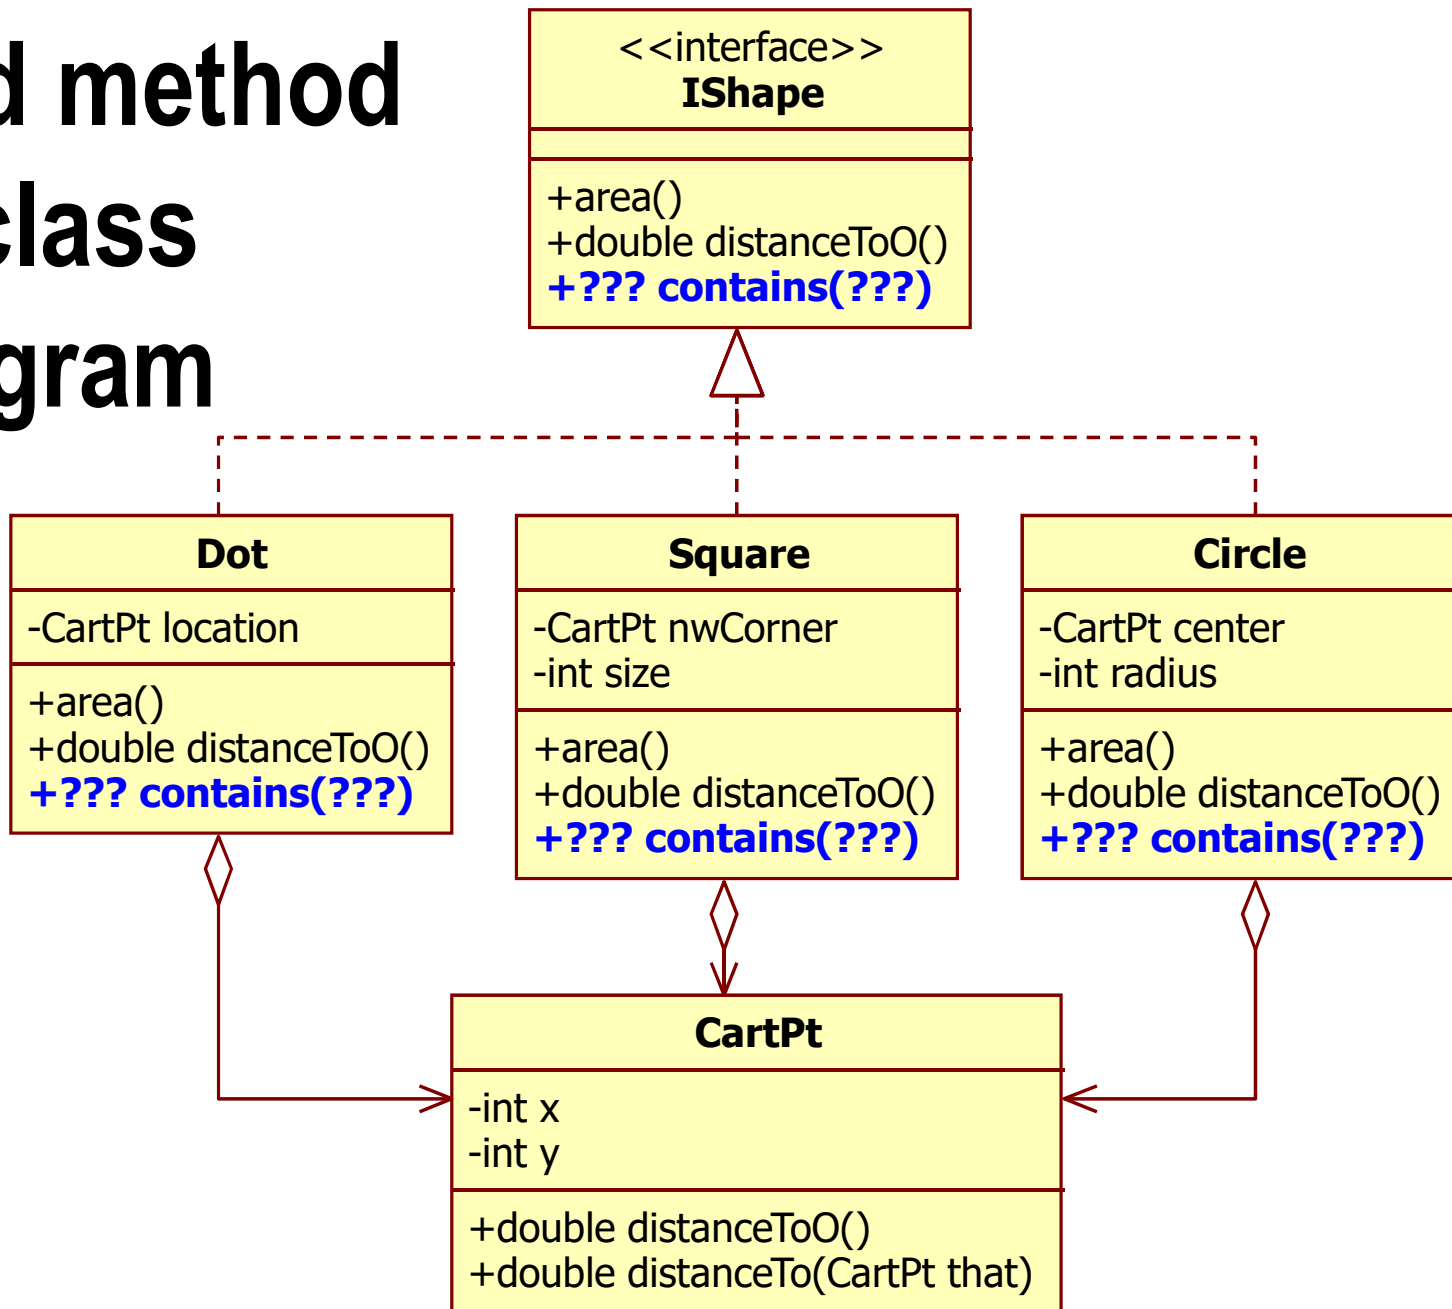 d method
class
gram
<<interface>>
IShape
+area()
+double distanceToO()
+??? contains(???)
Dot
-CartPt location
+area()
+double distanceToO()
+??? contains(???)
Square
-CartPt nwCorner
-int size
+area()
+double distanceToO()
+??? contains(???)
Circle
-CartPt center
-int radius
+area()
+double distanceToO()
+??? contains(???)
CartPt
-int x
-int y
+double distanceToO()
+double distanceTo(CartPt that)